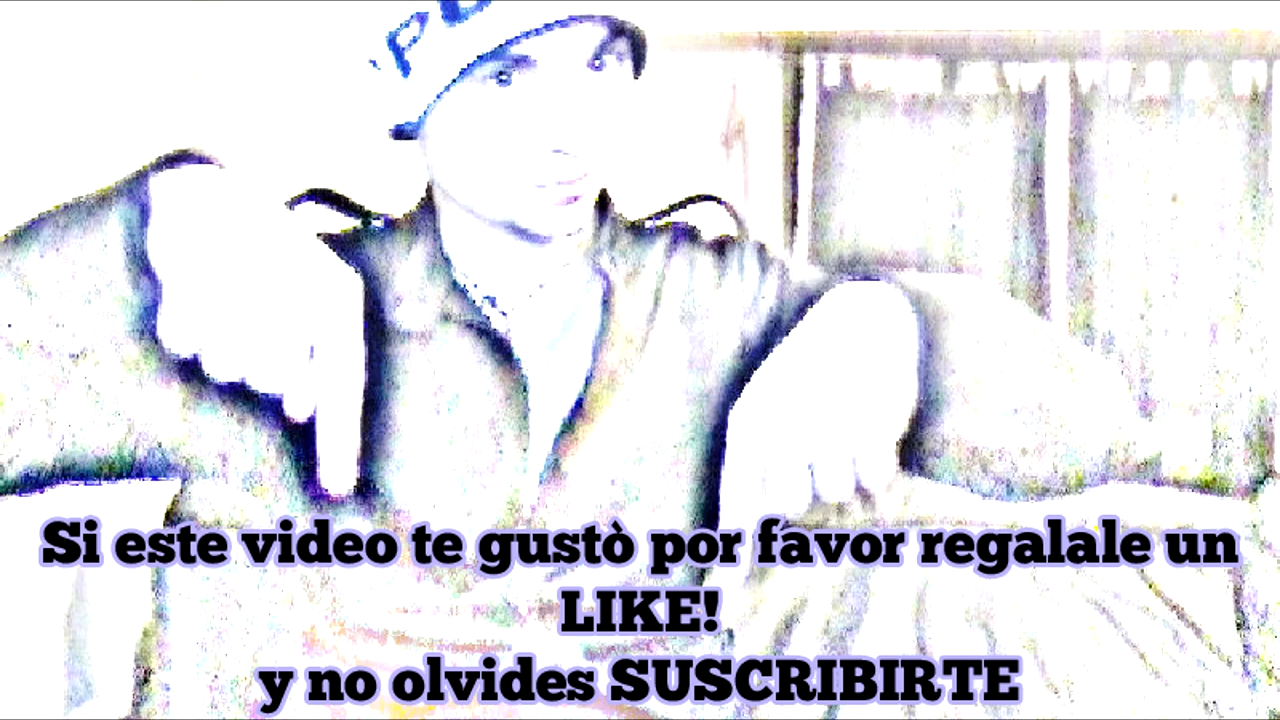 Si este video te gustò por favor regalale un
LIKE!
y no olvides SUSCRIBIRTE